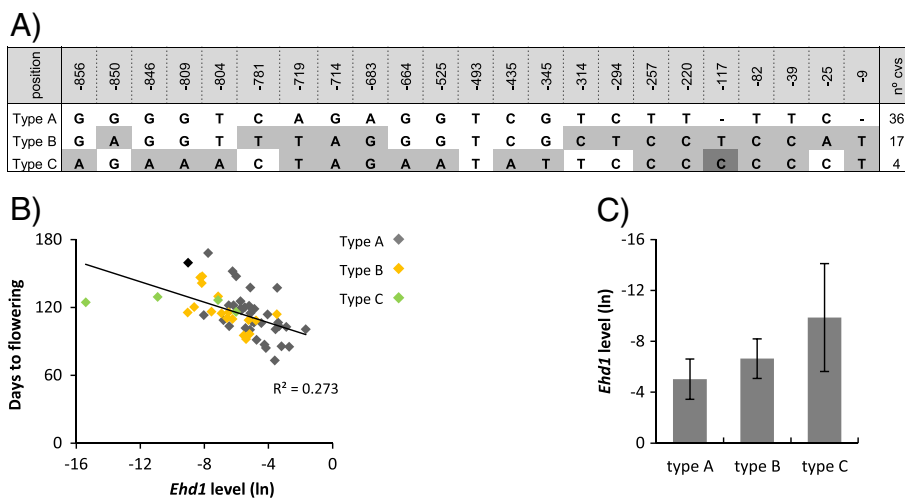 A)
position -856 -850 -846 -809 -804 -781 -719 -714 -683 -664 -525 -493 -435 -345 -314 -294 -257 -220 -117 -82 -39 -25 -9 nº cvs
Type A G G G G T C A G A G G T C G T C T T - T T C - 36
Type B G A G G T T T A G G G T C G C T C C T C C A T 17
Type C A G A A A C T A G A A T A T T C C C C C C C T 4
B)
Days to flowering
180
120
60
0
-16 -12 -8 -4 0
Ehd1 level (ln)
R² = 0.273
Type A
Type B
Type C
C)
Ehd1 level (ln)
-16
-12
-8
-4
0
type A type B type C